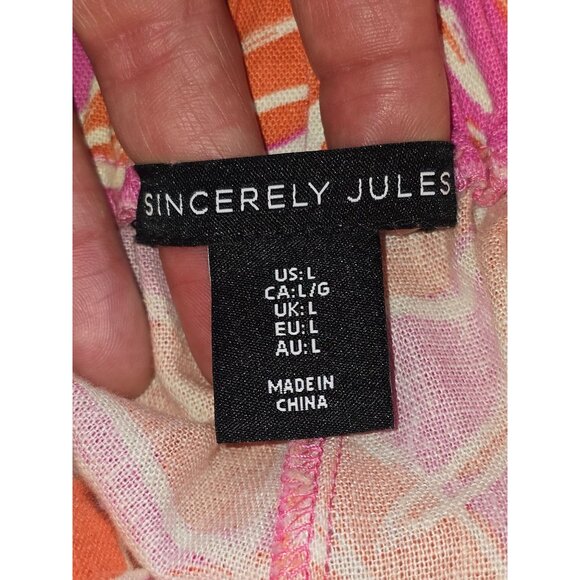 SINCERELY JULES
US: L
CA: L/G
UK: L
EU: L
AU: L
MADE IN
CHINA